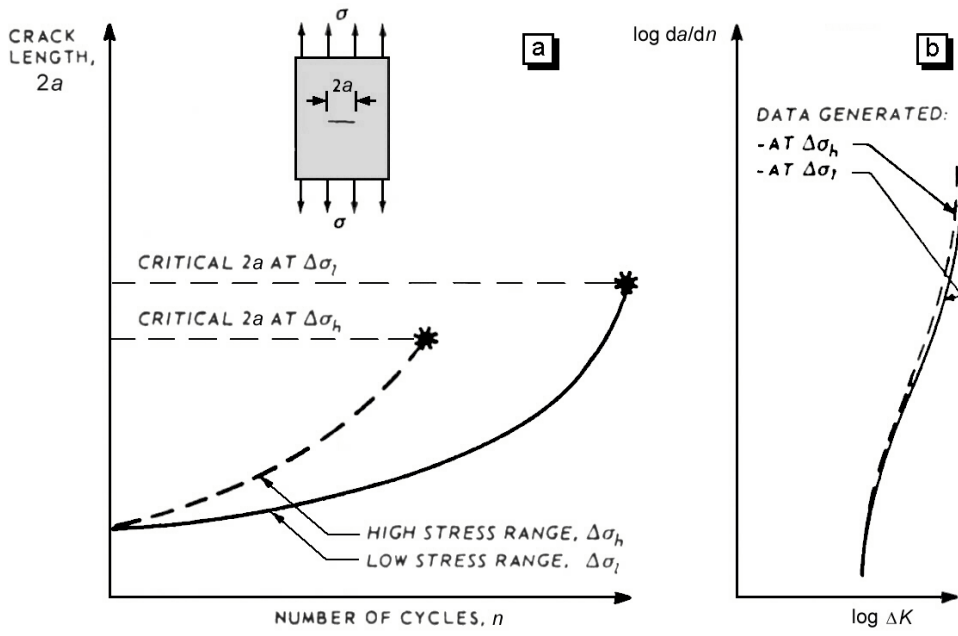 CRACK
LENGTH,
2a
σ
a
2a
σ
CRITICAL 2a AT Δσl
CRITICAL 2a AT Δσh
HIGH STRESS RANGE, Δσh
LOW STRESS RANGE, Δσl
NUMBER OF CYCLES, n
log da/dn
b
DATA GENERATED:
-AT Δσh
-AT Δσl
log ΔK